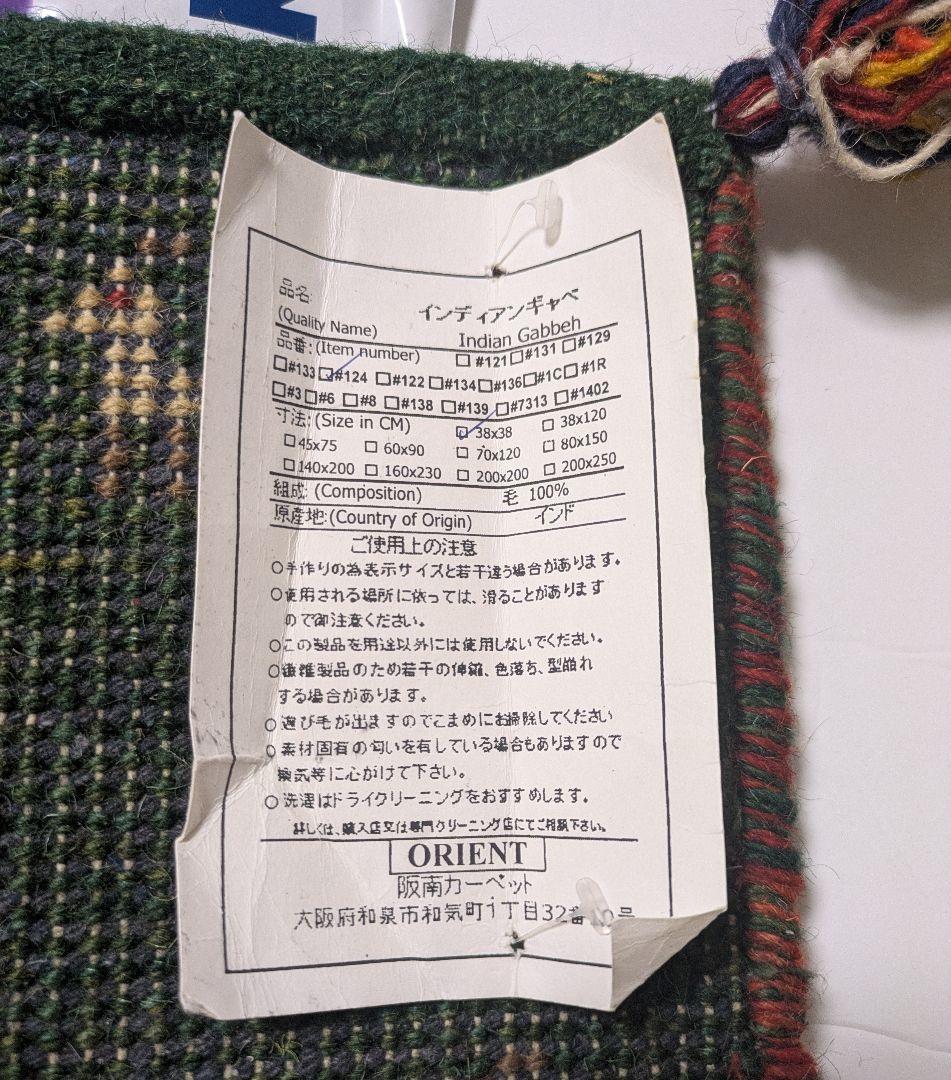 品名:
インディアンギャベ
(Quality Name)
Indian Gabbeh
品番: (Item number)
☐ #121 ☐ #131 ☐ #129
☐ #133 ☑ #124 ☐ #122 ☐ #134 ☐ #136 ☐ #1C ☐ #1R
☐ #3 ☐ #6 ☐ #8 ☐ #138 ☐ #139 ☐ #7313 ☐ #1402
寸法: (Size in CM)
☑ 38x38 ☐ 38x120
☐ 45x75 ☐ 60x90 ☐ 70x120 ☐ 80x150
☐ 140x200 ☐ 160x230 ☐ 200x200 ☐ 200x250
組成: (Composition) 毛 100%
原産地: (Country of Origin) インド
ご使用上の注意
○手作りの為表示サイズと若干違う場合があります。
○使用される場所に依っては、滑ることがあります
ので御注意ください。
○この製品を用途以外には使用しないでください。
○繊維製品のため若干の伸縮、色落ち、型崩れ
する場合があります。
○遊び毛が出ますのでこまめにお掃除してください
○素材固有の匂いを有している場合もありますので
換気等に心がけて下さい。
○洗濯はドライクリーニングをおすすめします。
詳しくは、購入店又は専門クリーニング店にてご相談下さい。
ORIENT
阪南カーペット
大阪府和泉市和気町1丁目32番 号